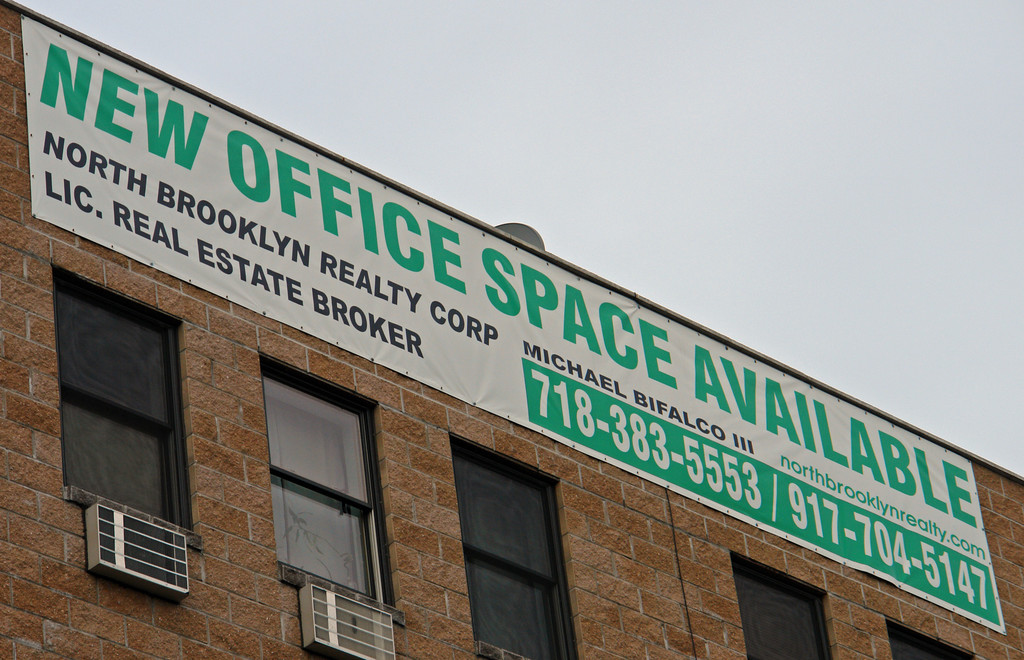 NEW OFFICE SPACE AVAILABLE
NORTH BROOKLYN REALTY CORP
LIC. REAL ESTATE BROKER
MICHAEL BIFALCO III
northbrooklynrealty.com
718-383-5553 / 917-704-5147